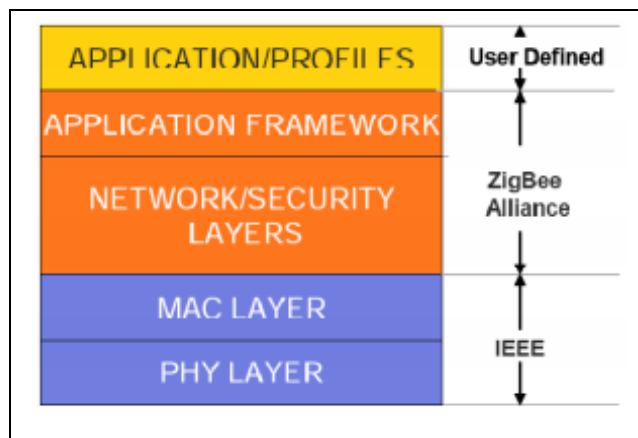 APPLICATION/PROFILES
User Defined
APPLICATION FRAMEWORK
NETWORK/SECURITY
LAYERS
ZigBee
Alliance
MAC LAYER
PHY LAYER
IEEE